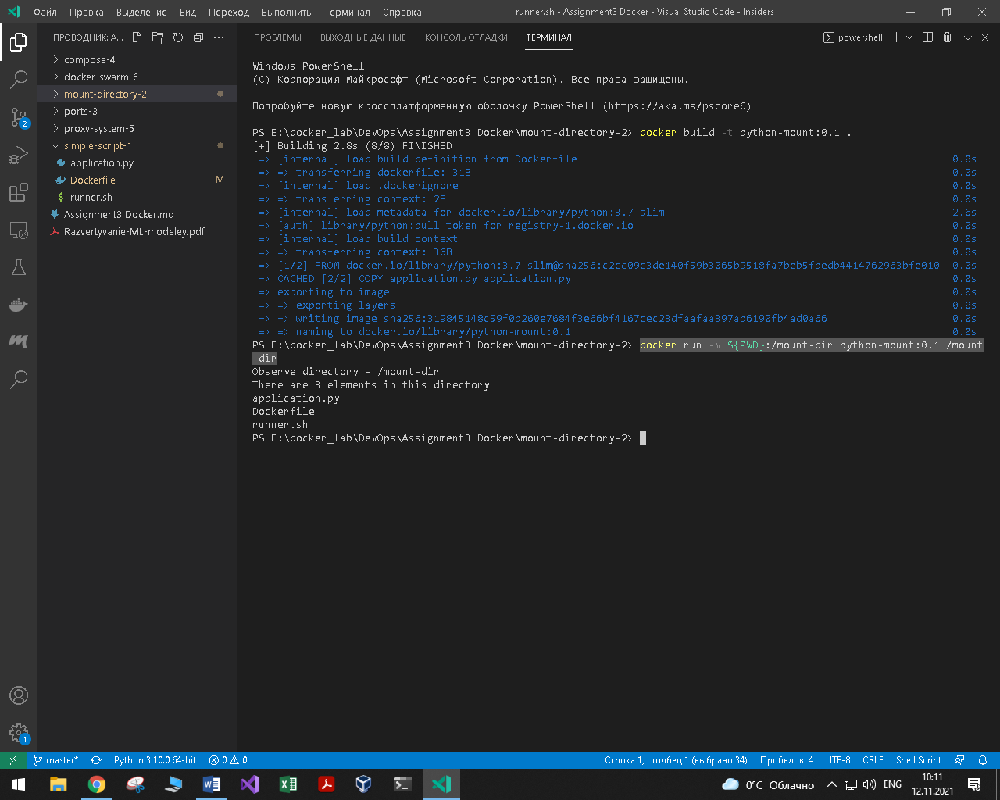 Файл Правка Выделение Вид Переход Выполнить Терминал Справка runner.sh - Assignment3 Docker - Visual Studio Code - Insiders
ПРОВОДНИК: A...
compose-4
docker-swarm-6
mount-directory-2
ports-3
proxy-system-5
simple-script-1
application.py
Dockerfile M
runner.sh
Assignment3 Docker.md
Razvertyvanie-ML-modeley.pdf
2
1
ПРОБЛЕМЫ ВЫХОДНЫЕ ДАННЫЕ КОНСОЛЬ ОТЛАДКИ ТЕРМИНАЛ powershell
Windows PowerShell
(C) Корпорация Майкрософт (Microsoft Corporation). Все права защищены.
Попробуйте новую кроссплатформенную оболочку PowerShell (https://aka.ms/pscore6)
PS E:\docker_lab\DevOps\Assignment3 Docker\mount-directory-2> docker build -t python-mount:0.1 .
[+] Building 2.8s (8/8) FINISHED
=> [internal] load build definition from Dockerfile 0.0s
=> => transferring dockerfile: 31B 0.0s
=> [internal] load .dockerignore 0.0s
=> => transferring context: 2B 0.0s
=> [internal] load metadata for docker.io/library/python:3.7-slim 2.6s
=> [auth] library/python:pull token for registry-1.docker.io 0.0s
=> [internal] load build context 0.0s
=> => transferring context: 36B 0.0s
=> [1/2] FROM docker.io/library/python:3.7-slim@sha256:c2cc09c3de140f59b3065b9518fa7beb5fbedb4414762963bfe010 0.0s
=> CACHED [2/2] COPY application.py application.py 0.0s
=> exporting to image 0.0s
=> => exporting layers 0.0s
=> => writing image sha256:319845148c59f0b260e7684f3e66bf4167cec23dfaafaa397ab6190fb4ad0a66 0.0s
=> => naming to docker.io/library/python-mount:0.1 0.0s
PS E:\docker_lab\DevOps\Assignment3 Docker\mount-directory-2> docker run -v ${PWD}:/mount-dir python-mount:0.1 /mount
-dir
Observe directory - /mount-dir
There are 3 elements in this directory
application.py
Dockerfile
runner.sh
PS E:\docker_lab\DevOps\Assignment3 Docker\mount-directory-2>
master* Python 3.10.0 64-bit 0 0 Строка 1, столбец 1 (выбрано 34) Пробелов: 4 UTF-8 CRLF Shell Script
0°C Облачно ENG 10:11
12.11.2021